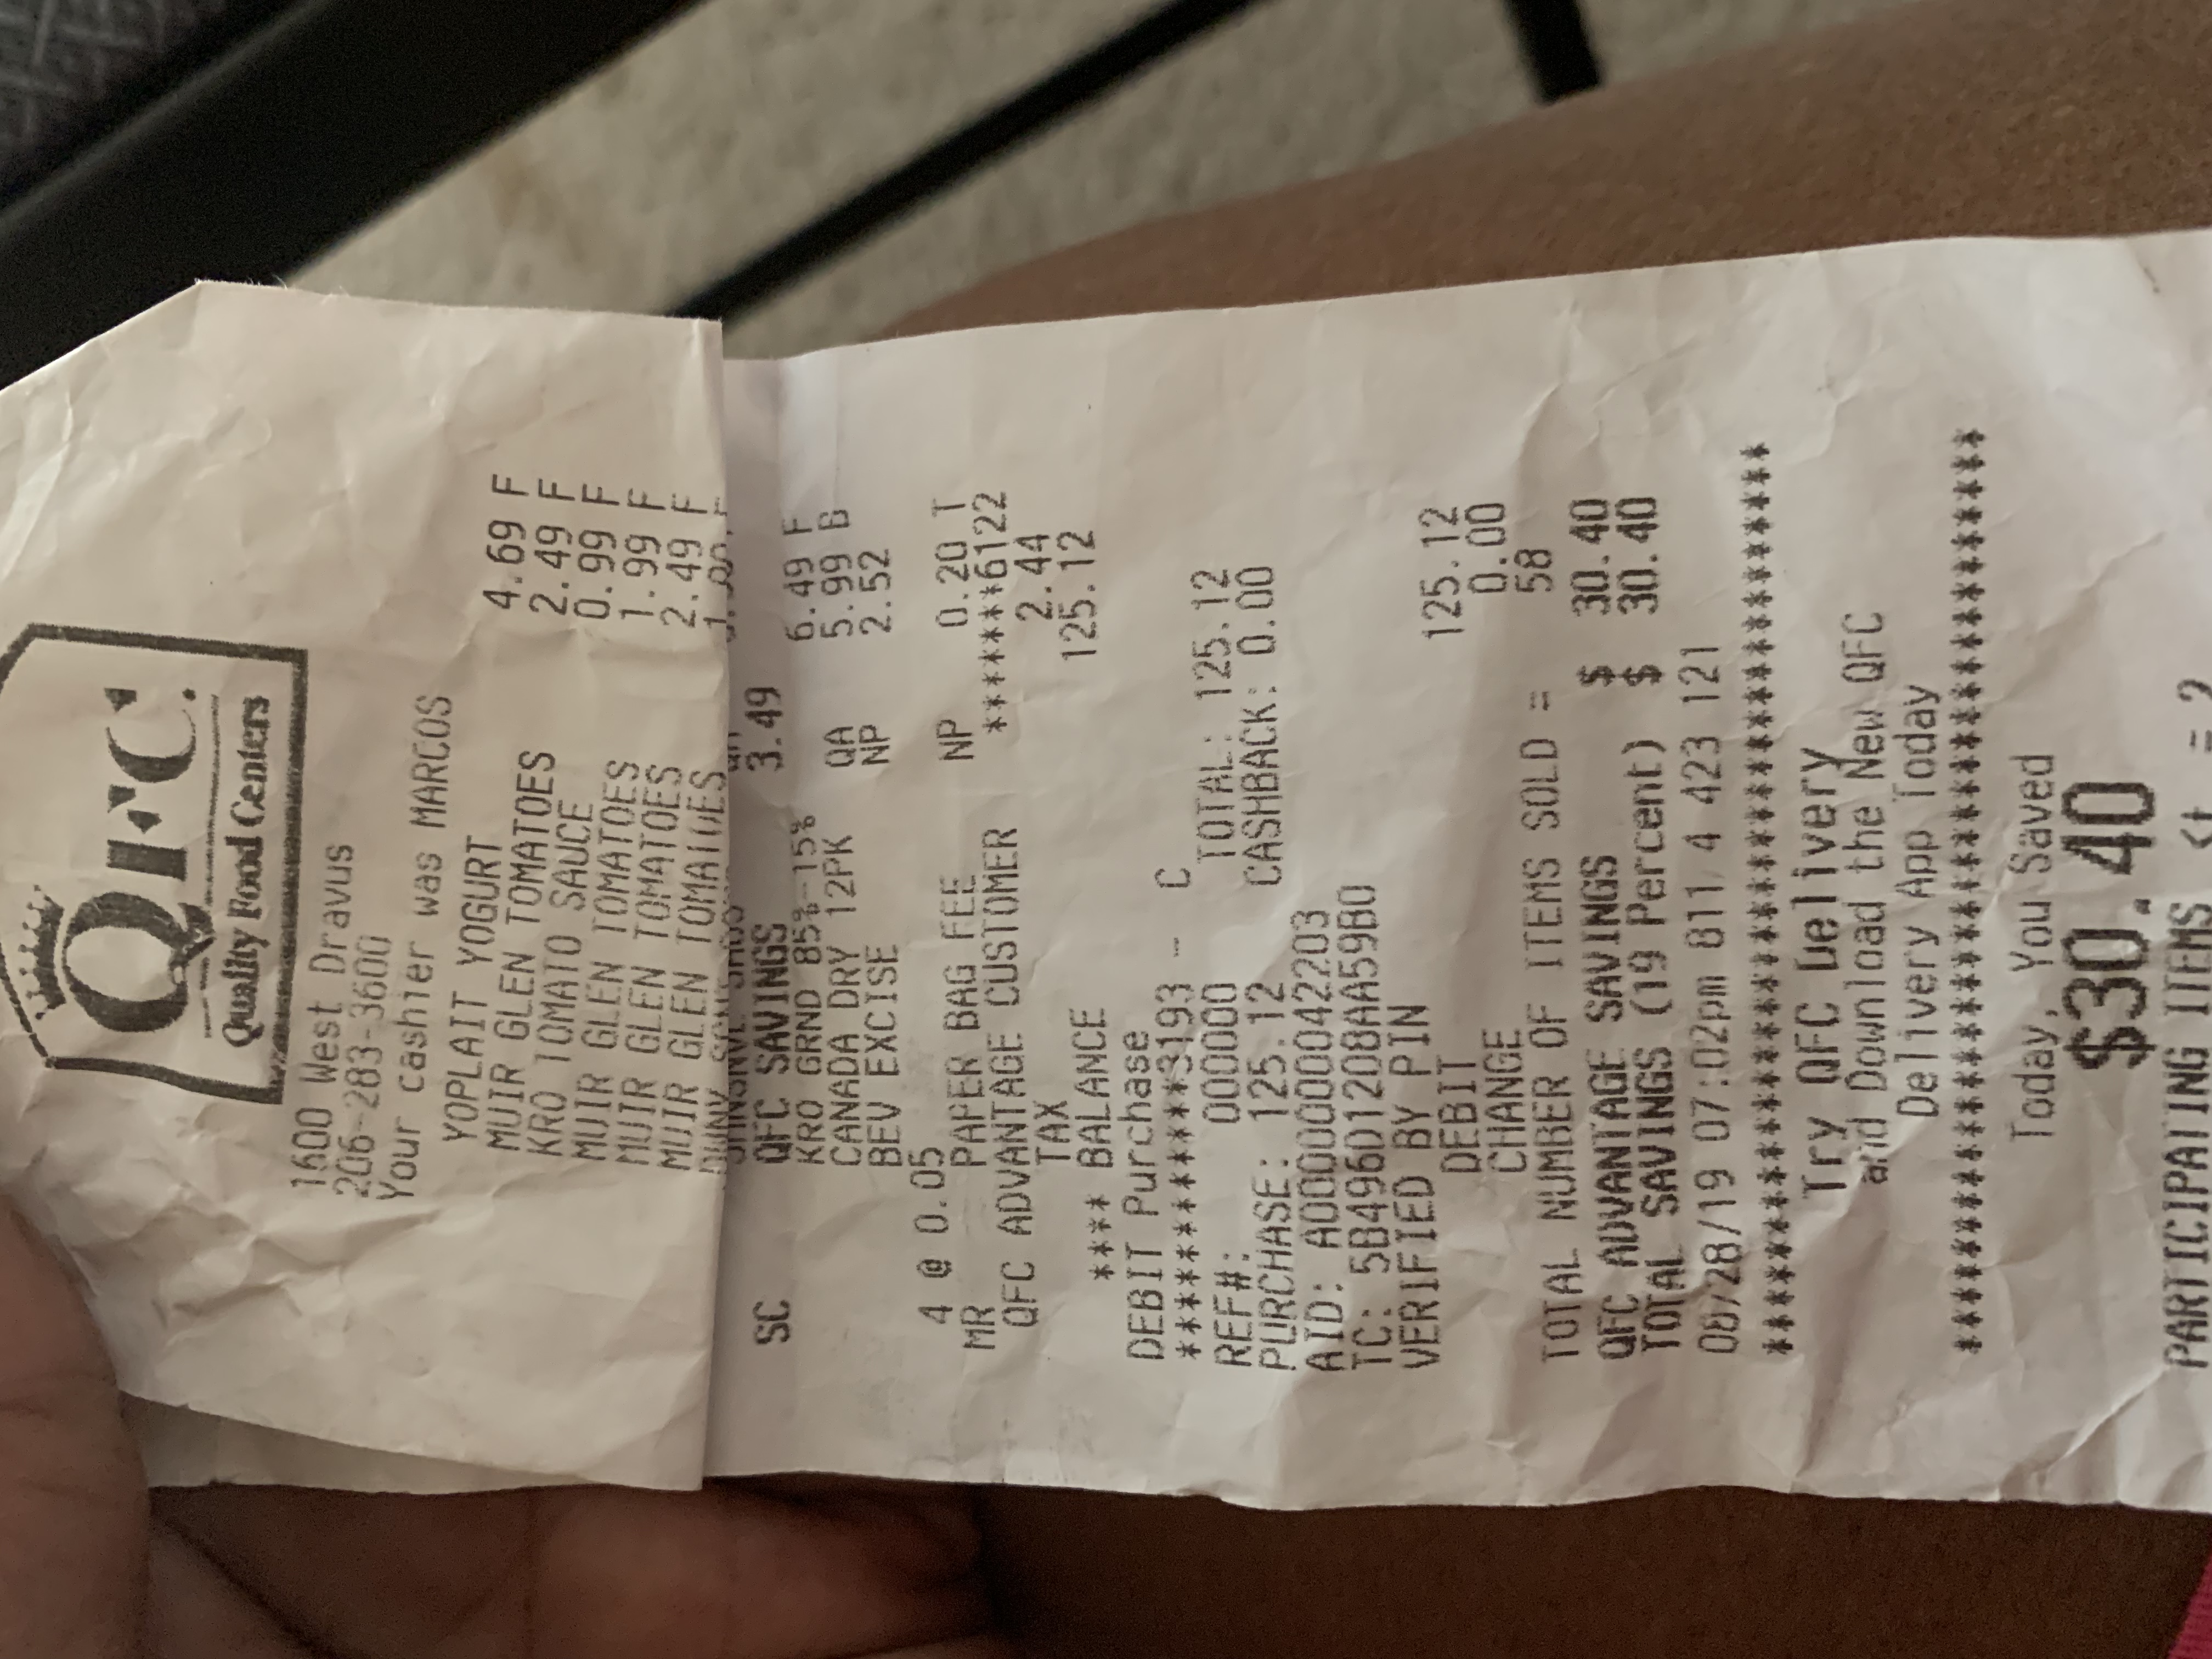 QFC
Quality Food Centers
1600 West Dravus
206-283-3600
Your cashier was MARCOS
YOPLAIT YOGURT 4.69 F
MUIR GLEN TOMATOES 2.49 F
KRO TOMATO SAUCE 0.99 F
MUIR GLEN TOMATOES 1.99 F
MUIR GLEN TOMATOES 2.49 F
MUIR GLEN TOMATOES
SC QFC SAVINGS 3.49
KRO GRND 85%-15% 6.49 F
CANADA DRY 12PK QA 5.99 B
BEV EXCISE NP 2.52
4 @ 0.05
MR PAPER BAG FEE NP 0.20 T
QFC ADVANTAGE CUSTOMER *******6122
TAX 2.44
**** BALANCE 125.12
DEBIT Purchase
************3193 - C
REF#: 000000 TOTAL: 125.12
PURCHASE: 125.12 CASHBACK: 0.00
AID: A0000000042203
TC: 5B496D1208AA59B0
VERIFIED BY PIN
DEBIT 125.12
CHANGE 0.00
TOTAL NUMBER OF ITEMS SOLD = 58
QFC ADVANTAGE SAVINGS $ 30.40
TOTAL SAVINGS (19 Percent) $ 30.40
08/28/19 07:02pm 811 4 423 121
****************************************
Try QFC Delivery
and Download the New QFC
Delivery App Today
****************************************
Today, You Saved
$30.40
PARTICIPATING ITEMS